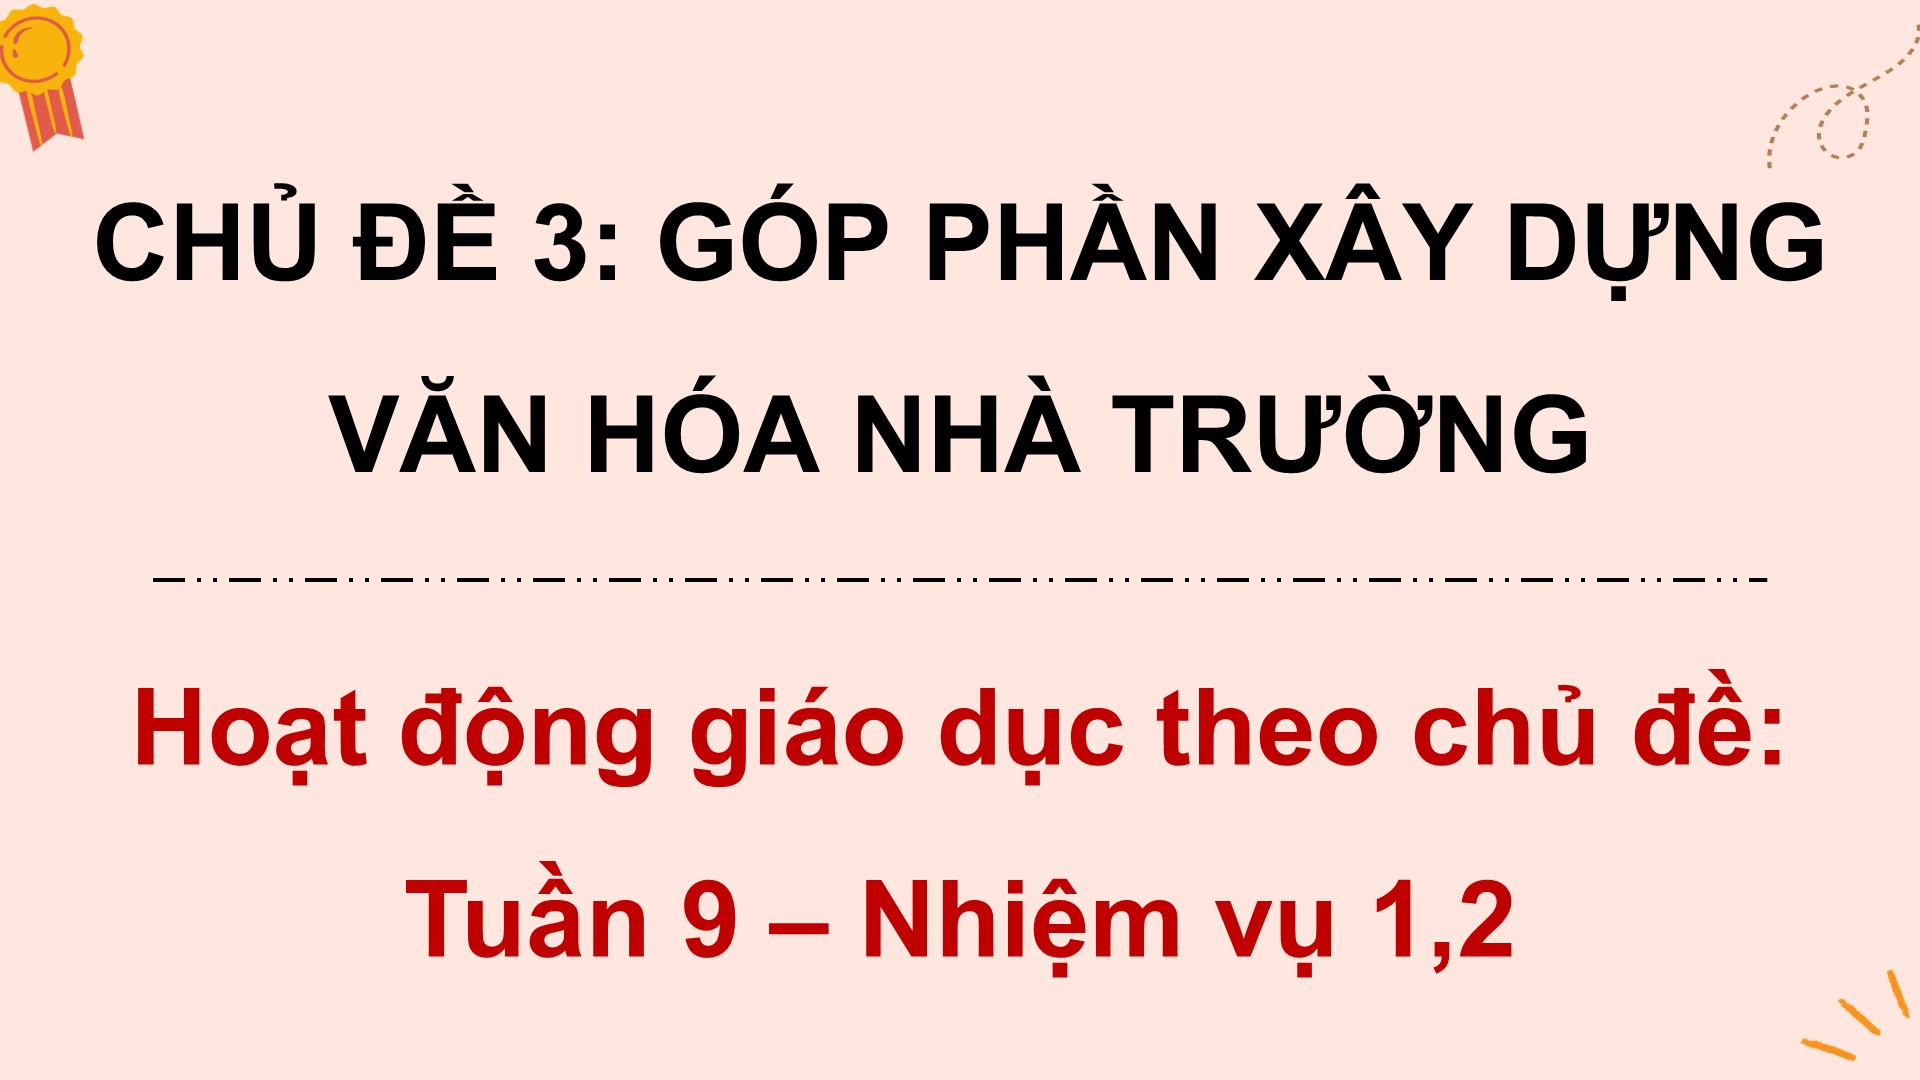 CHỦ ĐỀ 3: GÓP PHẦN XÂY DỰNG
VĂN HÓA NHÀ TRƯỜNG
Hoạt động giáo dục theo chủ đề:
Tuần 9 – Nhiệm vụ 1,2